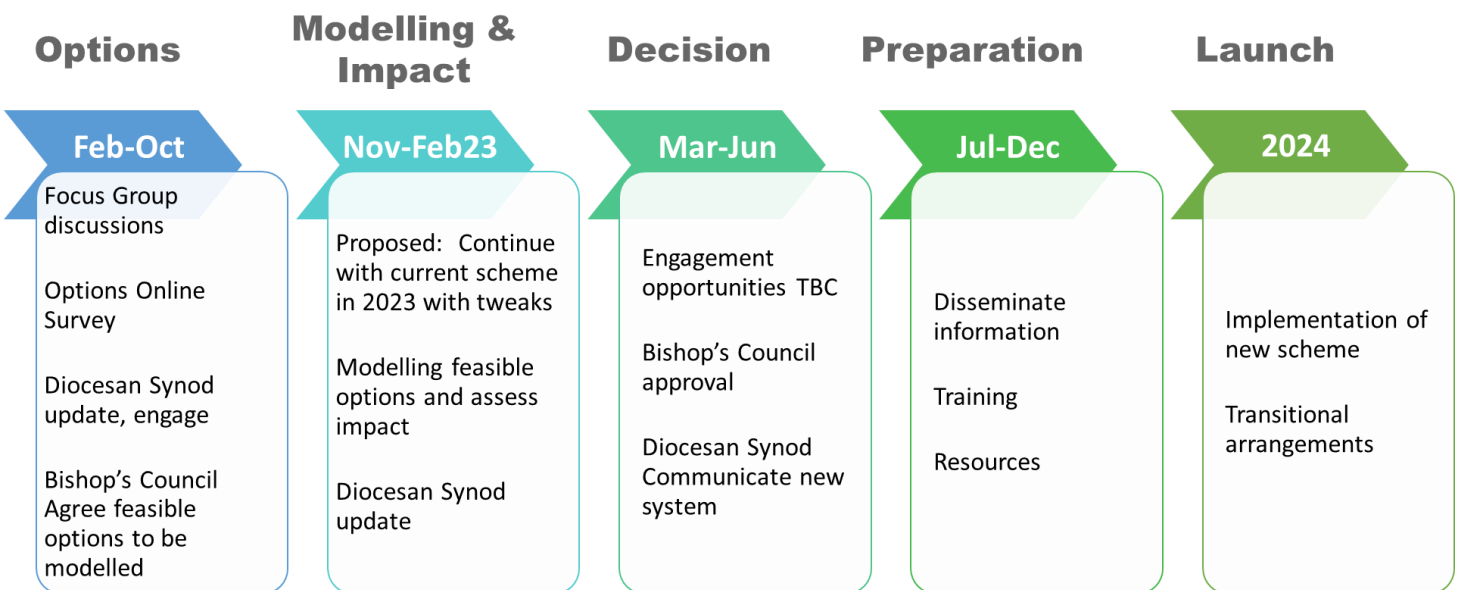 Options
Modelling &
Impact
Decision
Preparation
Launch
Feb-Oct
Nov-Feb23
Mar-Jun
Jul-Dec
2024
Focus Group
discussions
Options Online
Survey
Diocesan Synod
update, engage
Bishop’s Council
Agree feasible
options to be
modelled
Proposed:  Continue
with current scheme
in 2023 with tweaks
Modelling feasible
options and assess
impact
Diocesan Synod
update
Engagement
opportunities TBC
Bishop’s Council
approval
Diocesan Synod
Communicate new
system
Disseminate
information
Training
Resources
Implementation of
new scheme
Transitional
arrangements